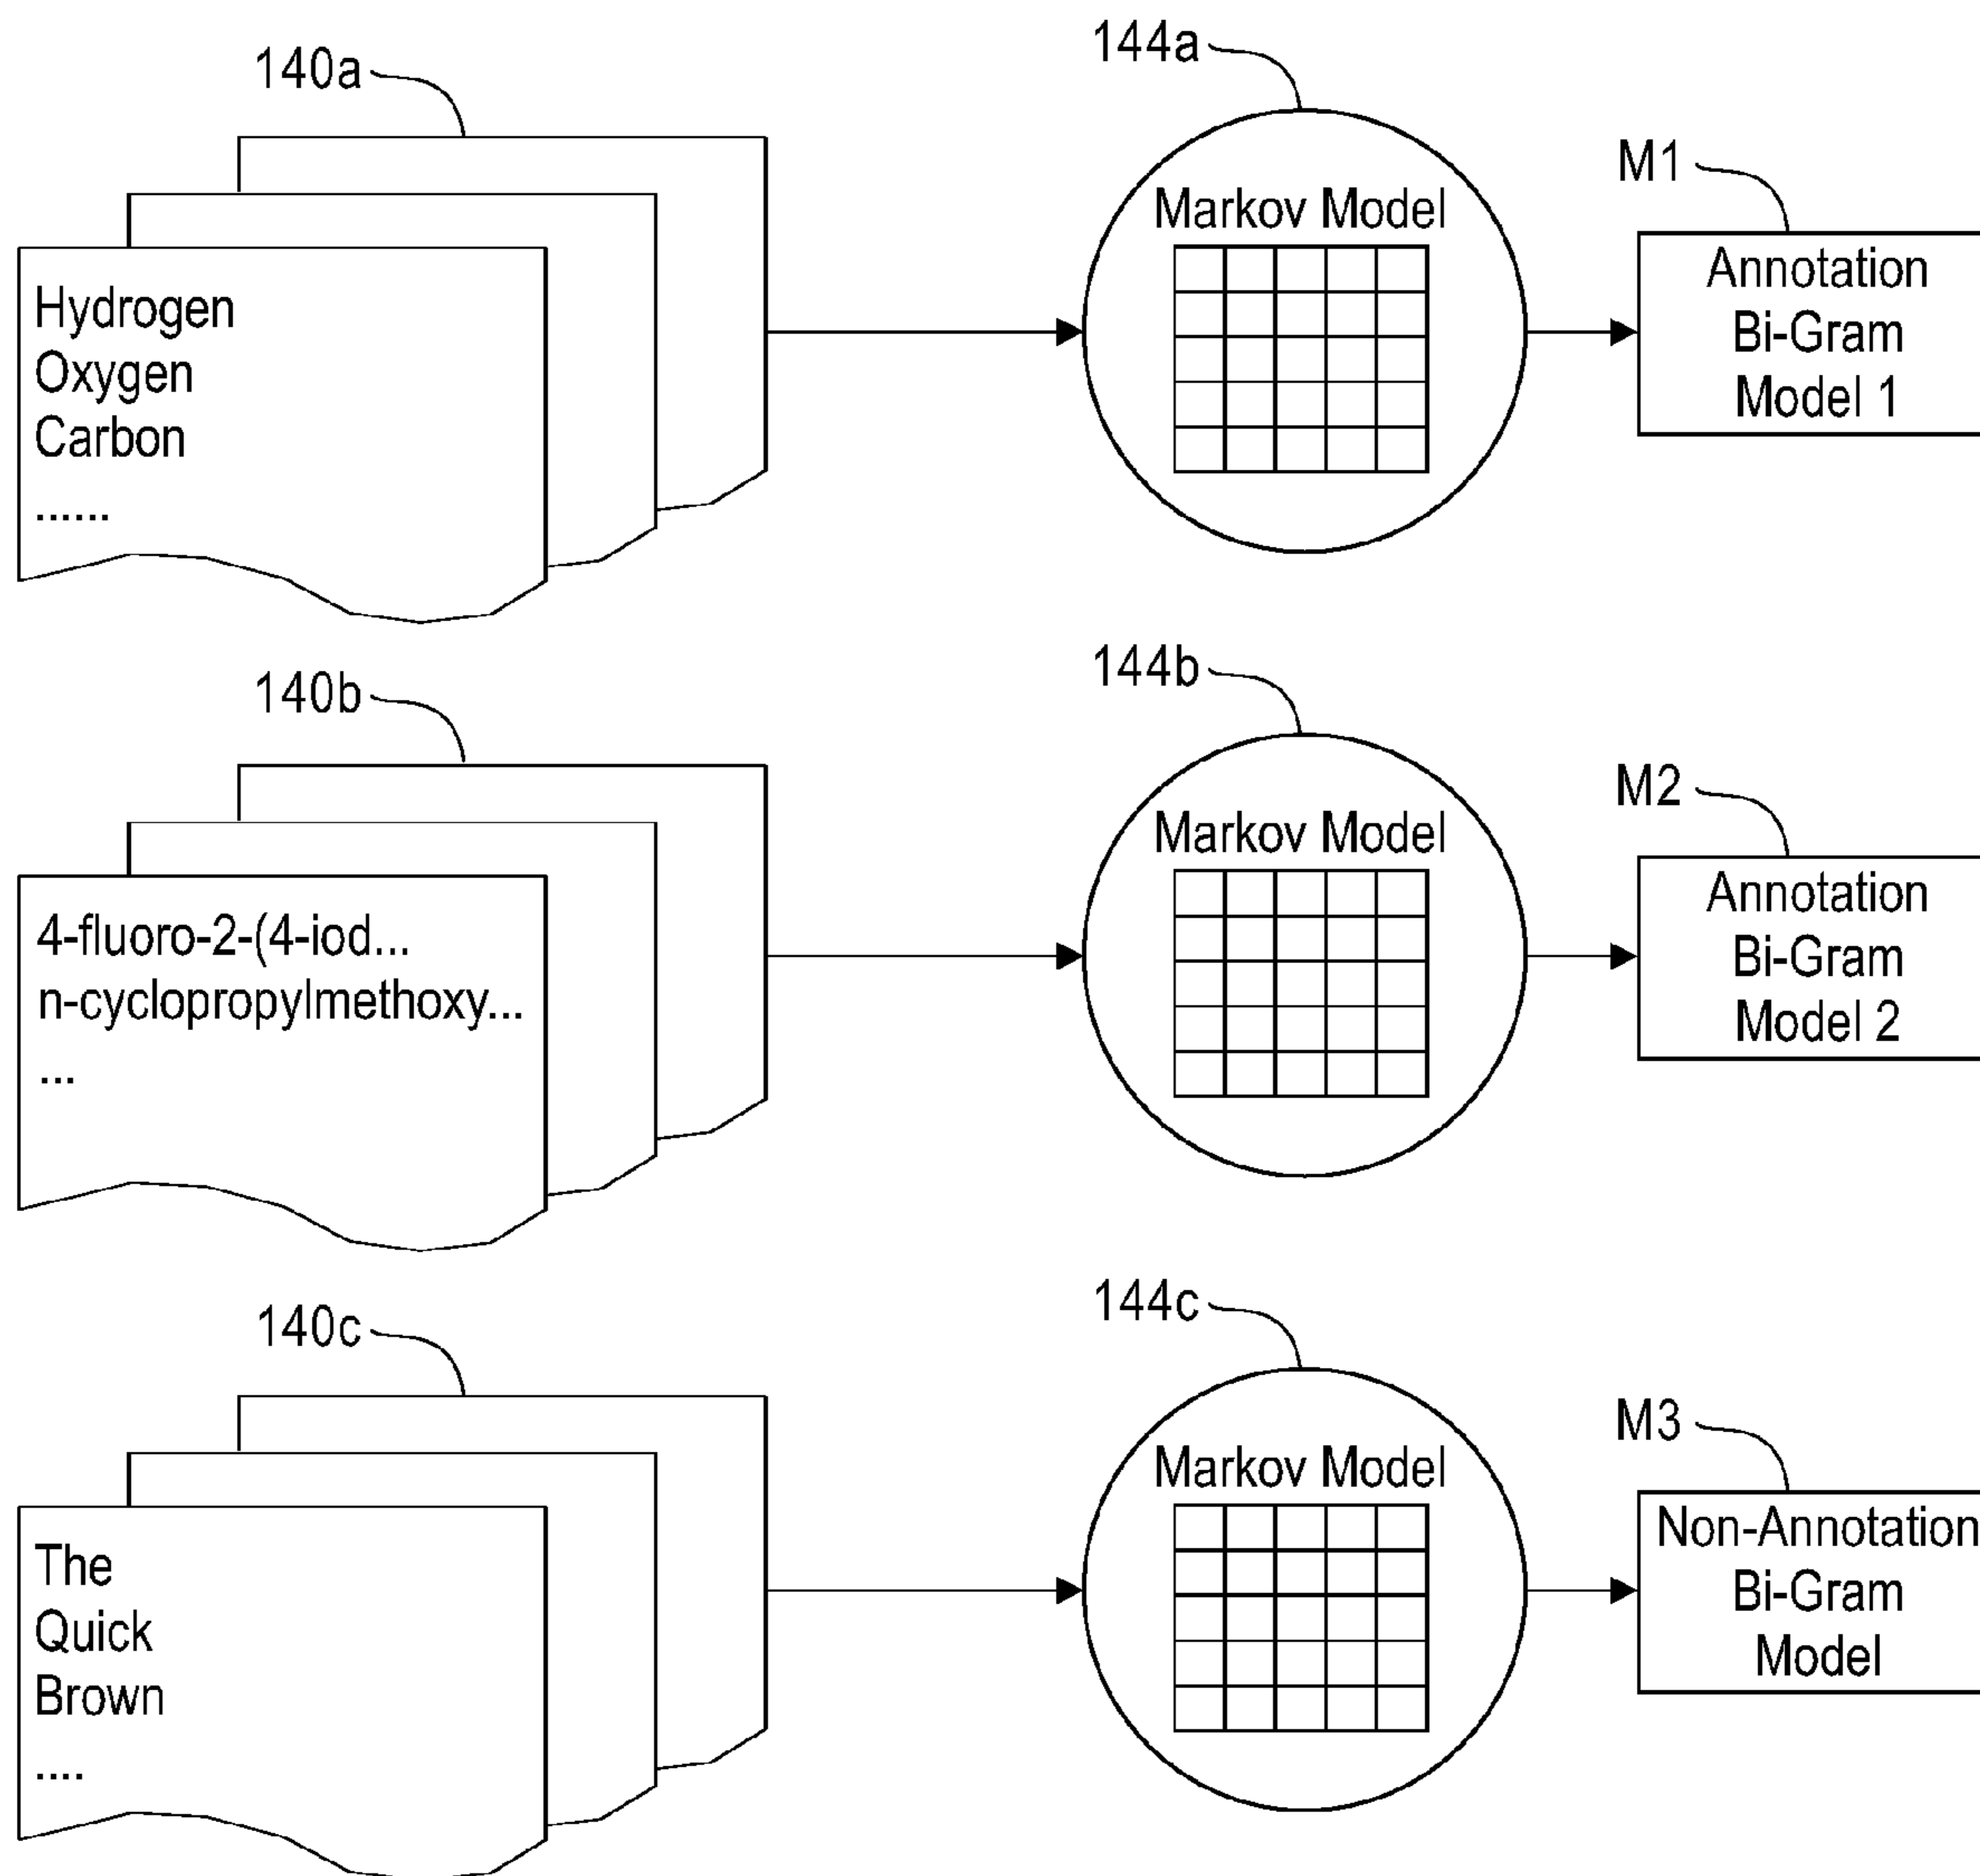 140a
144a
M1
Hydrogen
Oxygen
Carbon
......
Markov Model
Annotation
Bi-Gram
Model 1
140b
144b
M2
4-fluoro-2-(4-iod...
n-cyclopropylmethoxy...
...
Markov Model
Annotation
Bi-Gram
Model 2
140c
144c
M3
The
Quick
Brown
....
Markov Model
Non-Annotation
Bi-Gram
Model